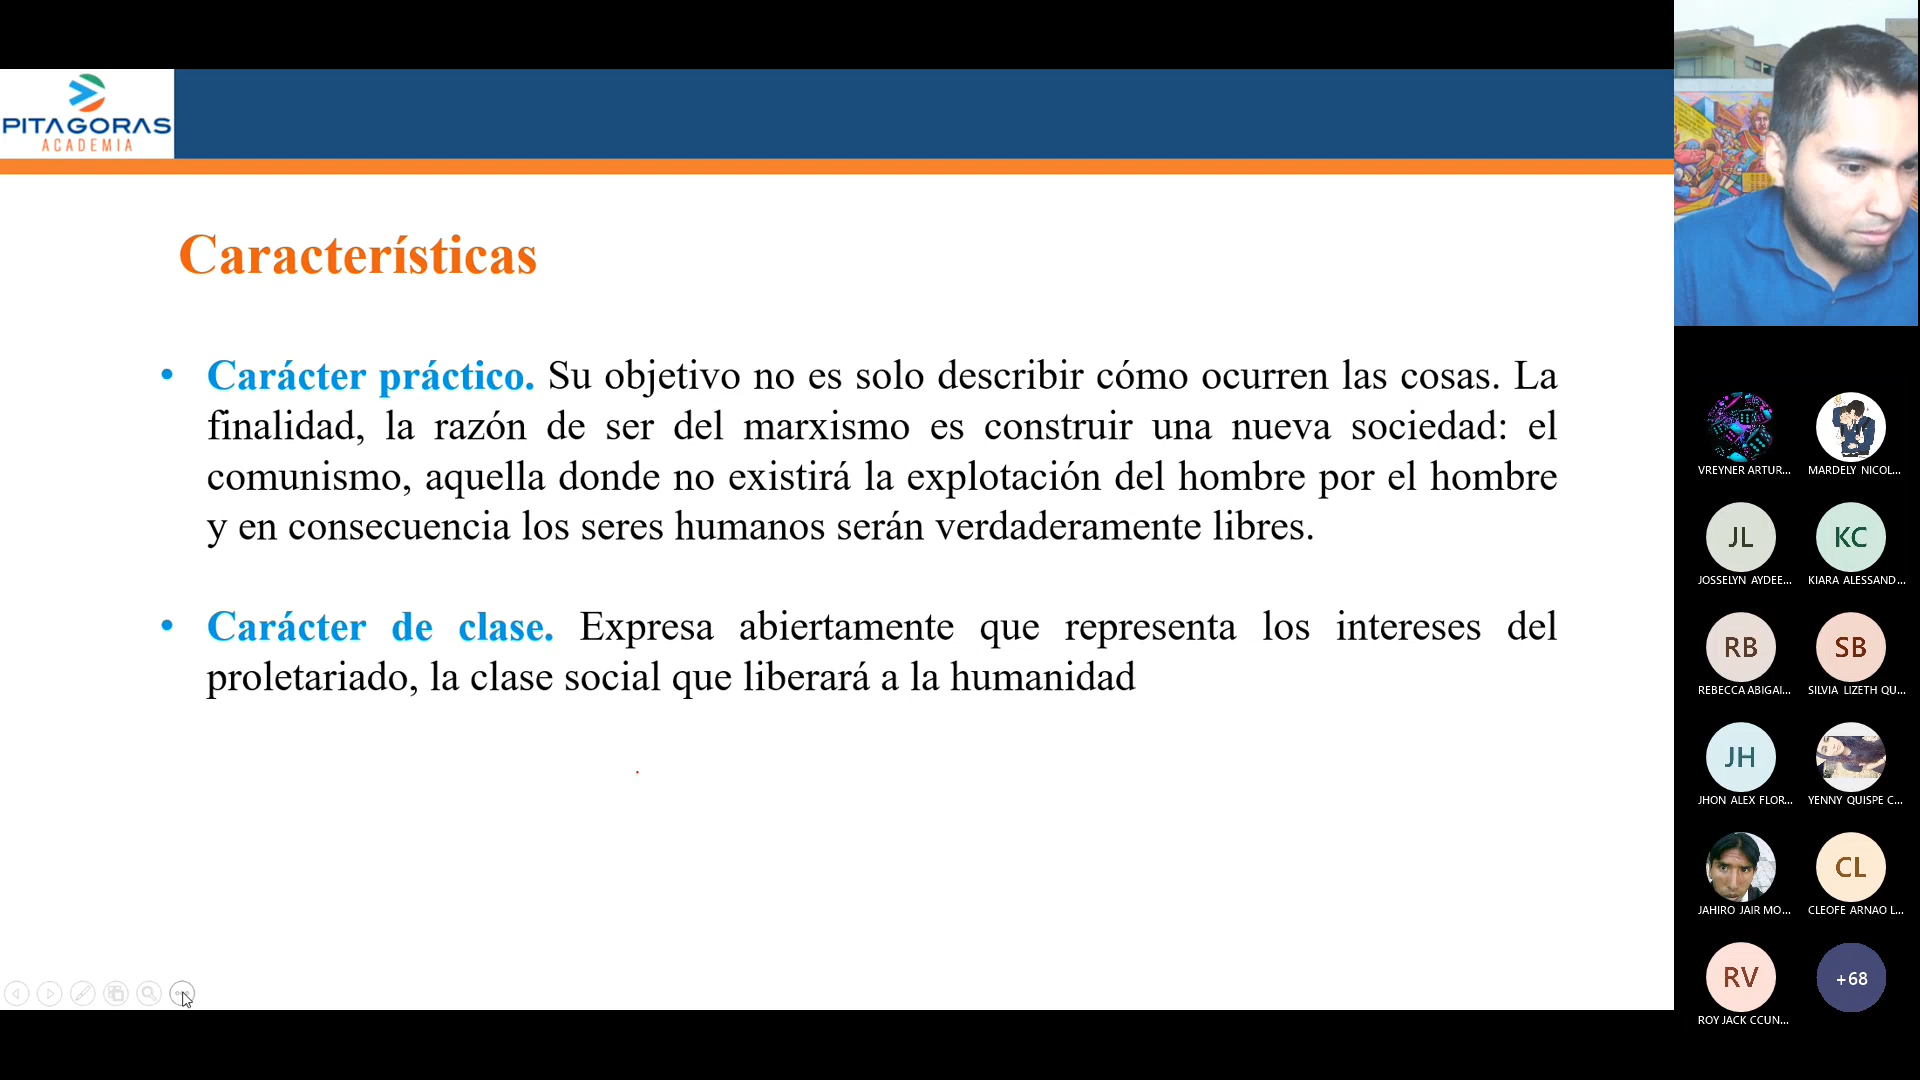 PITAGORAS
ACADEMIA
Características
• Carácter práctico. Su objetivo no es solo describir cómo ocurren las cosas. La
finalidad, la razón de ser del marxismo es construir una nueva sociedad: el
comunismo, aquella donde no existirá la explotación del hombre por el hombre
y en consecuencia los seres humanos serán verdaderamente libres.
• Carácter de clase. Expresa abiertamente que representa los intereses del
proletariado, la clase social que liberará a la humanidad
VREYNER ARTUR...
MARDELY NICOL...
JL
KC
JOSSELYN AYDEE...
KIARA ALESSAND...
RB
SB
REBECCA ABIGAI...
SILVIA LIZETH QU...
JH
JHON ALEX FLOR...
YENNY QUISPE C...
CL
JAHIRO JAIR MO...
CLEOFE ARNAO L...
RV
+68
ROY JACK CCUN...